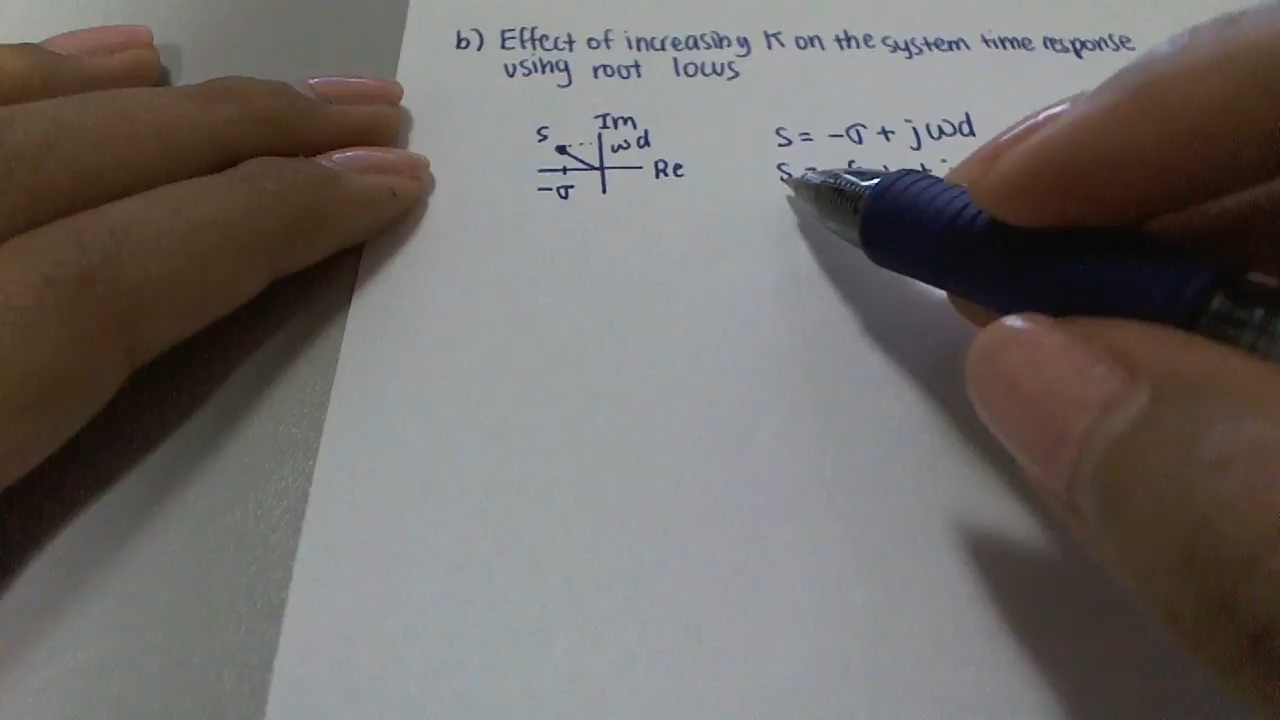 b) Effect of increasing K on the system time response
using root locus
Im
S
ωd
Re
-σ
S = -σ + jωd
S =